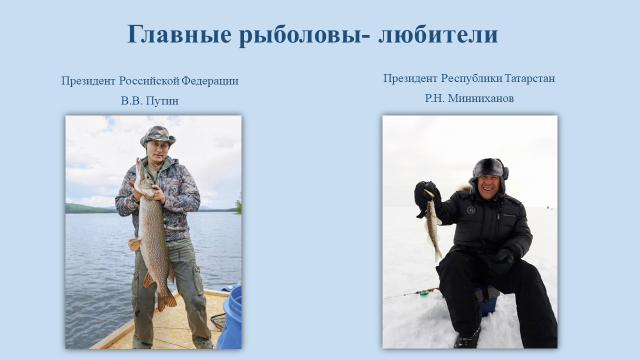 Главные рыболовы- любители
Президент Российской Федерации
В.В. Путин
Президент Республики Татарстан
Р.Н. Минниханов